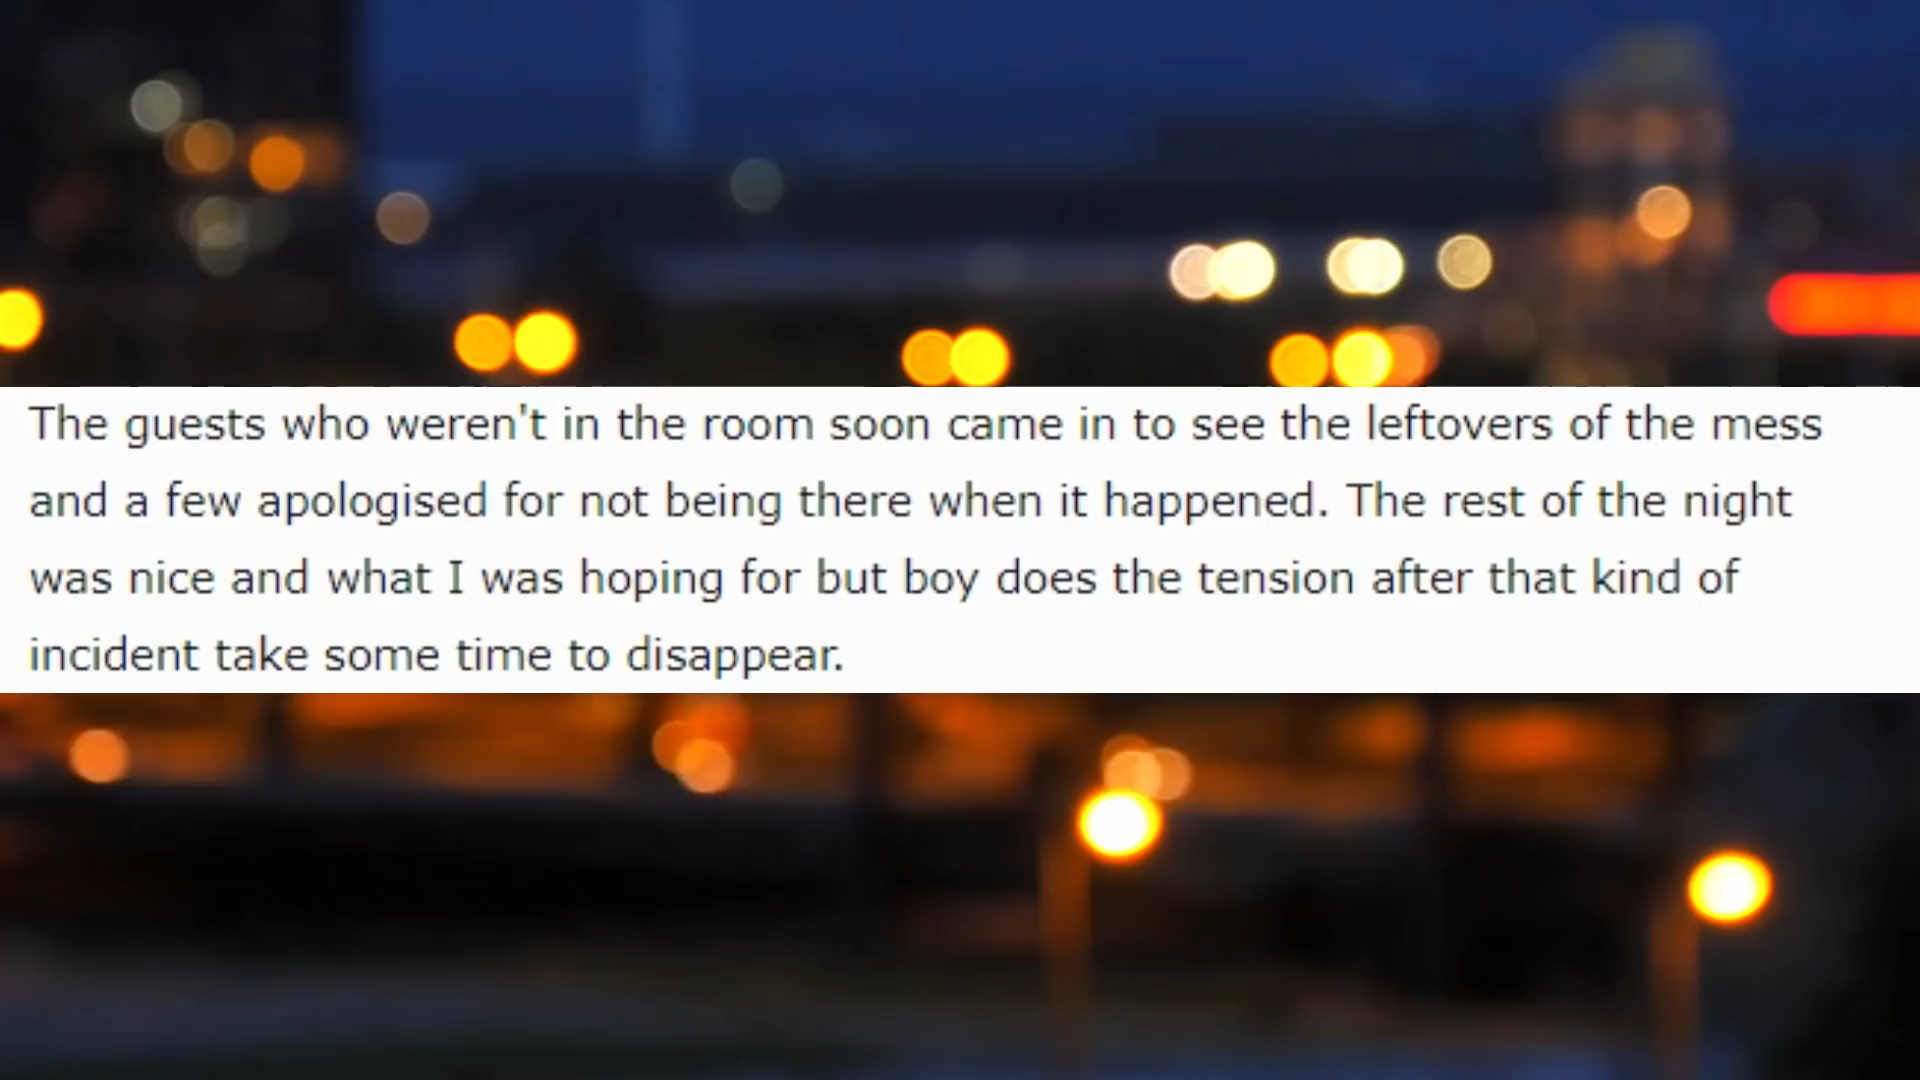 The guests who weren't in the room soon came in to see the leftovers of the mess
and a few apologised for not being there when it happened. The rest of the night
was nice and what I was hoping for but boy does the tension after that kind of
incident take some time to disappear.